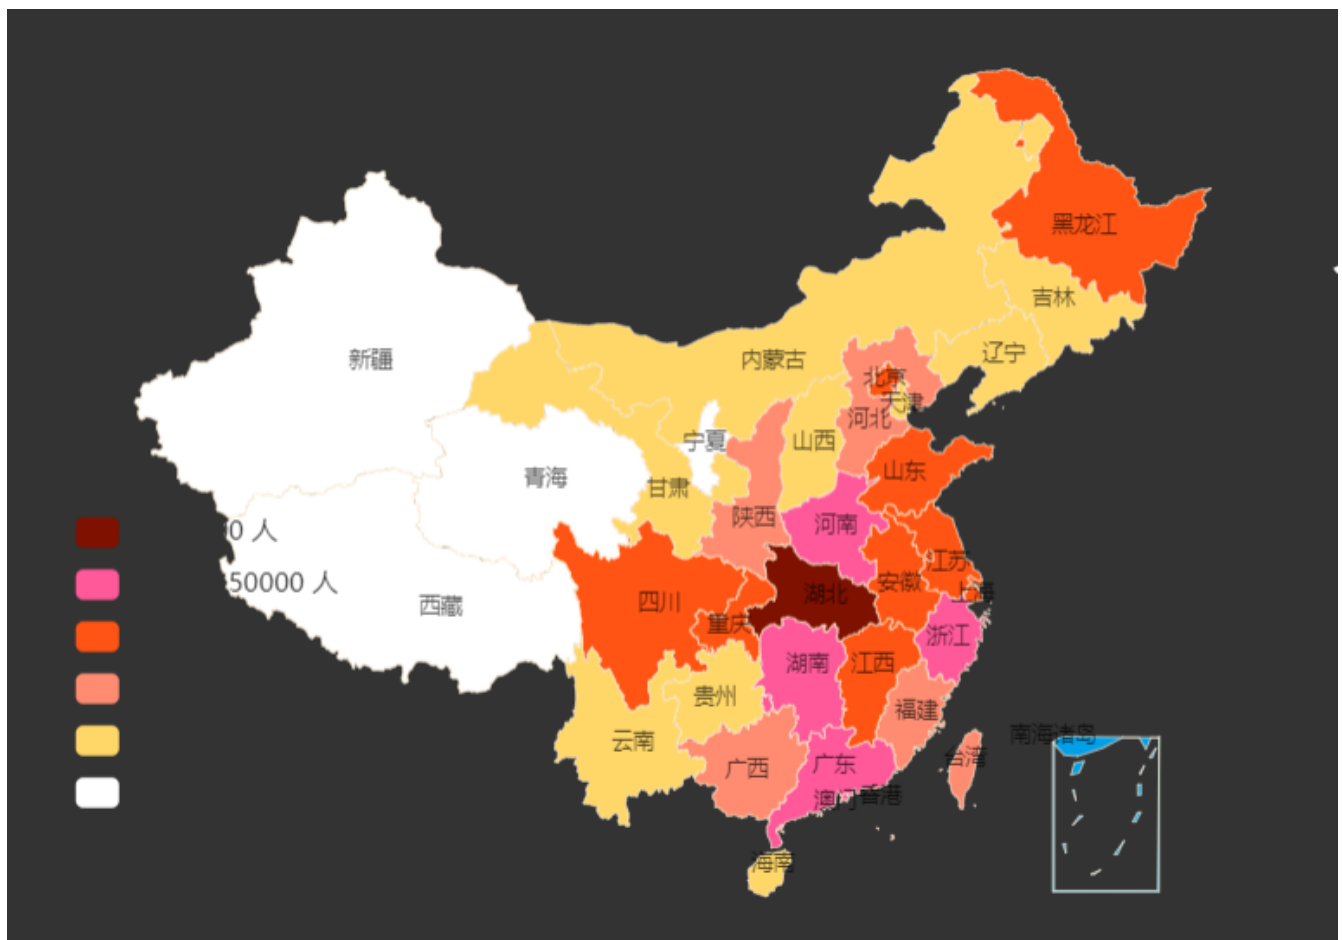 黑龙江
吉林
辽宁
新疆
内蒙古
北京
天津
河北
宁夏
山西
青海
甘肃
山东
陕西
河南
0 人
江苏
安徽
50000 人
上海
西藏
四川
湖北
重庆
浙江
湖南
江西
贵州
福建
云南
南海诸岛
广西
广东
台湾
澳门
香港
海南